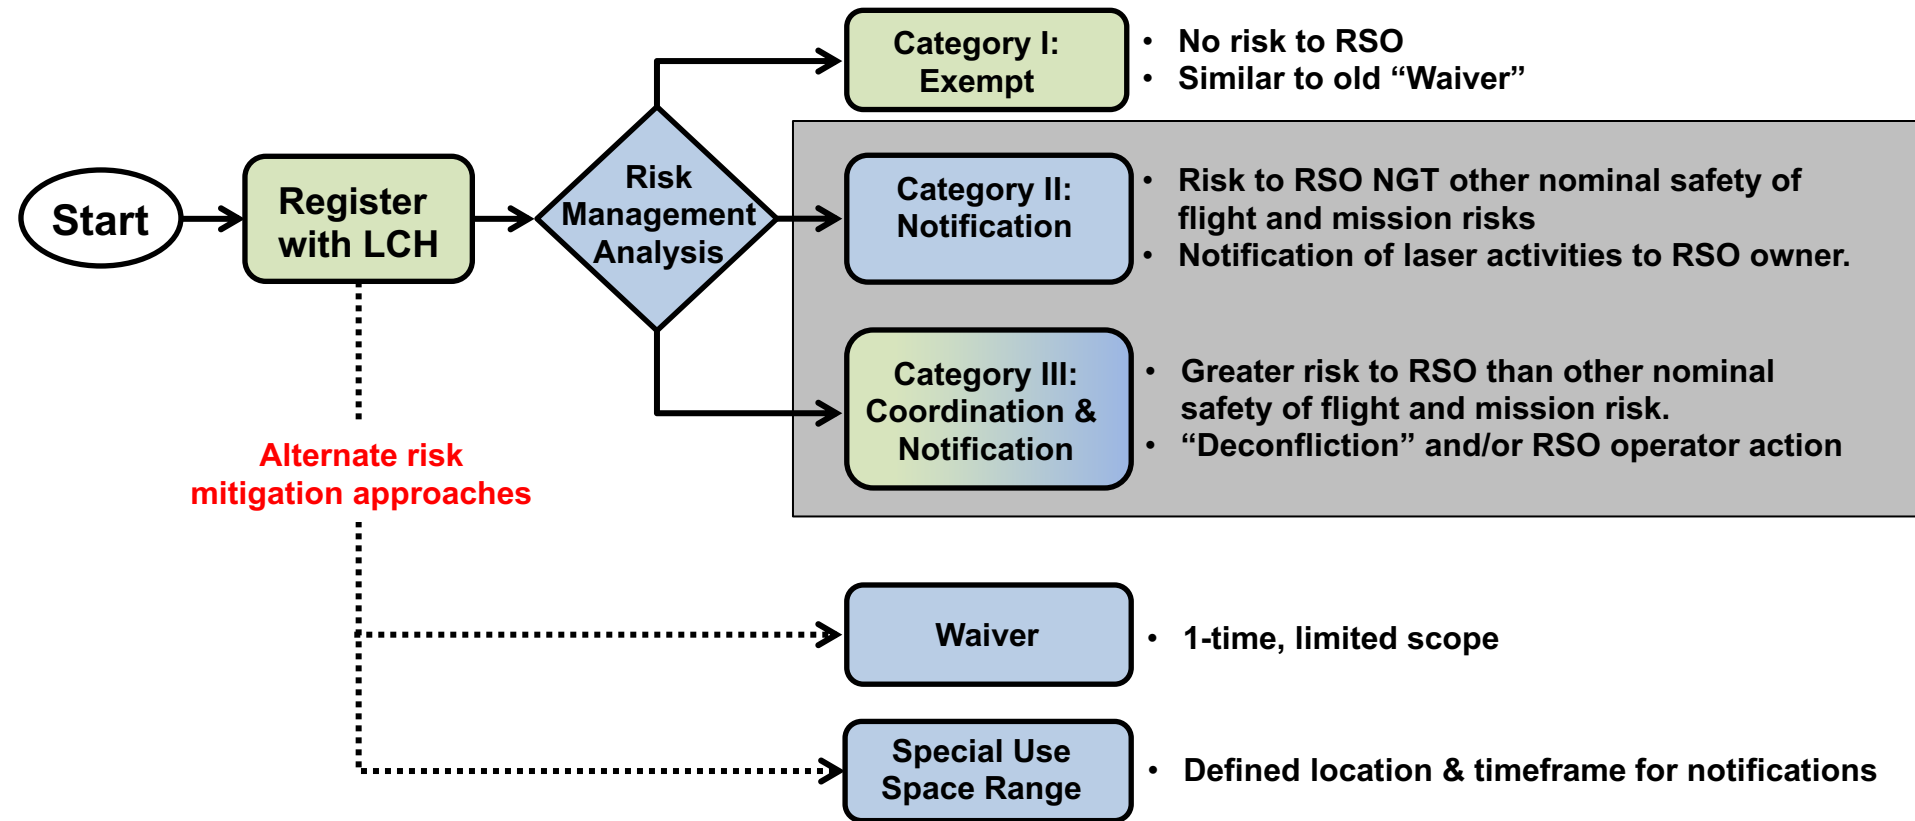 Start
Register
with LCH
Risk
Management
Analysis
Category I:
Exempt
• No risk to RSO
• Similar to old “Waiver”
Category II:
Notification
• Risk to RSO NGT other nominal safety of
flight and mission risks
• Notification of laser activities to RSO owner.
Category III:
Coordination &
Notification
• Greater risk to RSO than other nominal
safety of flight and mission risk.
• “Deconfliction” and/or RSO operator action
Alternate risk
mitigation approaches
Waiver
• 1-time, limited scope
Special Use
Space Range
• Defined location & timeframe for notifications